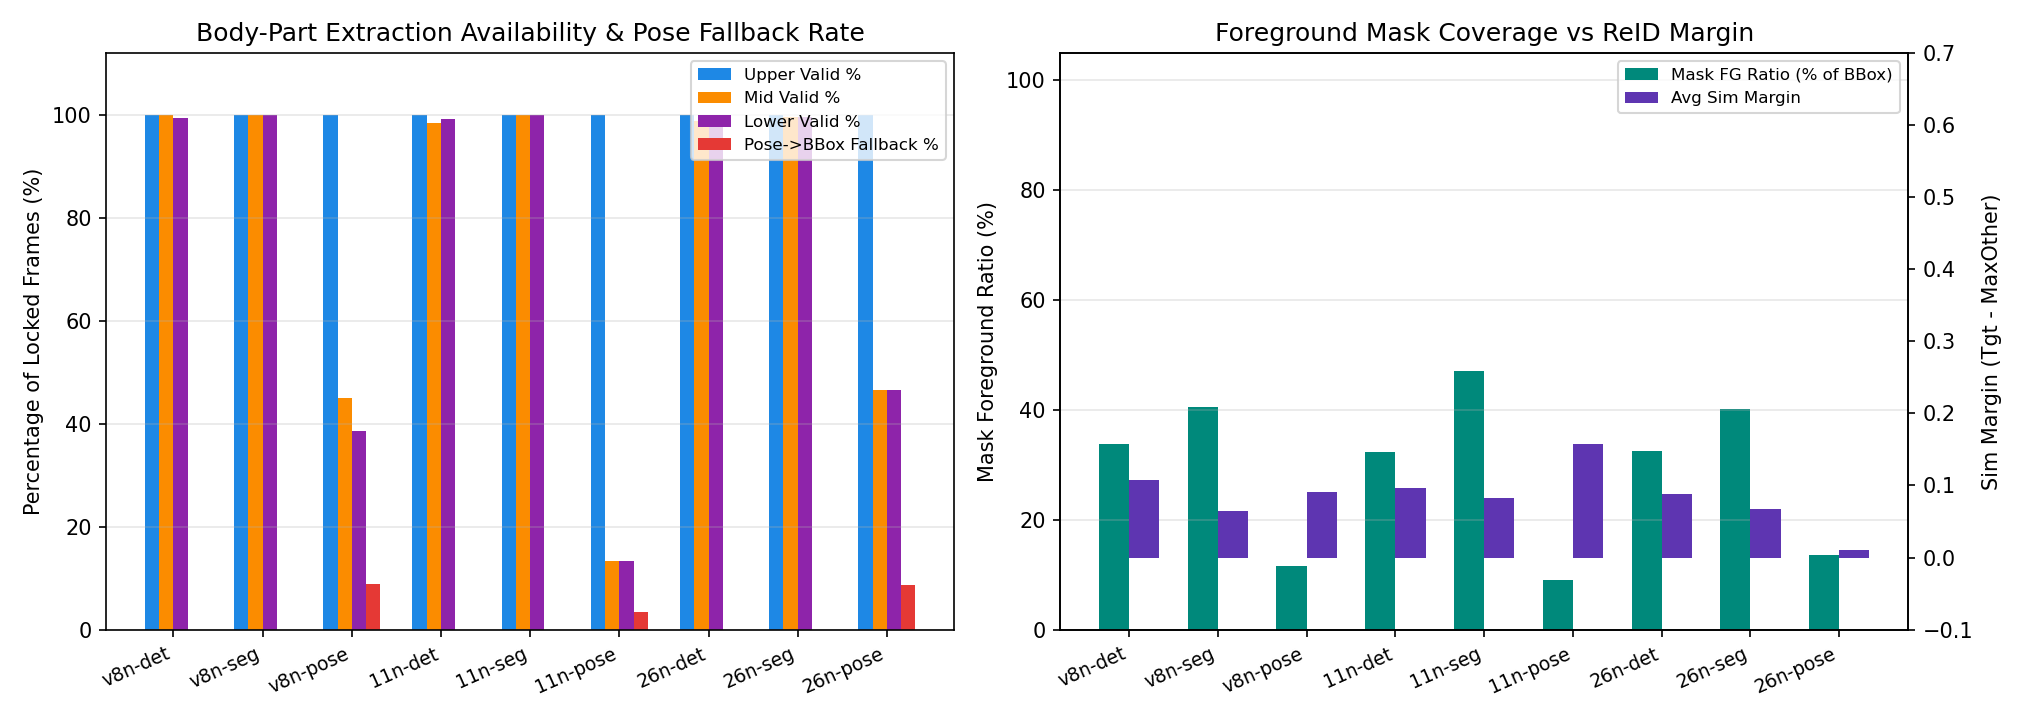 Body-Part Extraction Availability & Pose Fallback Rate
Percentage of Locked Frames (%)
100
80
60
40
20
0
Upper Valid %
Mid Valid %
Lower Valid %
Pose->BBox Fallback %
v8n-det
v8n-seg
v8n-pose
11n-det
11n-seg
11n-pose
26n-det
26n-seg
26n-pose
Foreground Mask Coverage vs ReID Margin
Mask Foreground Ratio (%)
100
80
60
40
20
0
Mask FG Ratio (% of BBox)
Avg Sim Margin
0.7
0.6
0.5
0.4
0.3
0.2
0.1
0.0
−0.1
Sim Margin (Tgt - MaxOther)
v8n-det
v8n-seg
v8n-pose
11n-det
11n-seg
11n-pose
26n-det
26n-seg
26n-pose